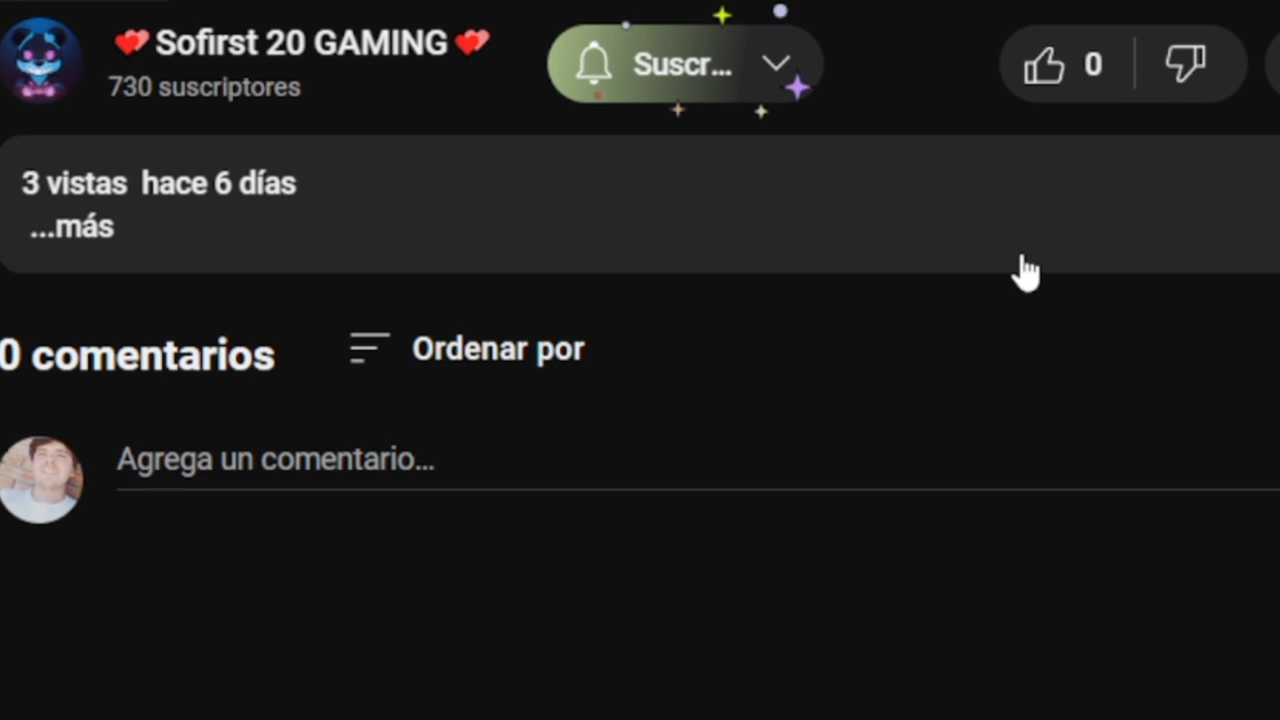 💕Sofirst 20 GAMING💕
730 suscriptores
Suscr...
0
3 vistas hace 6 días
...más
0 comentarios
Ordenar por
Agrega un comentario...